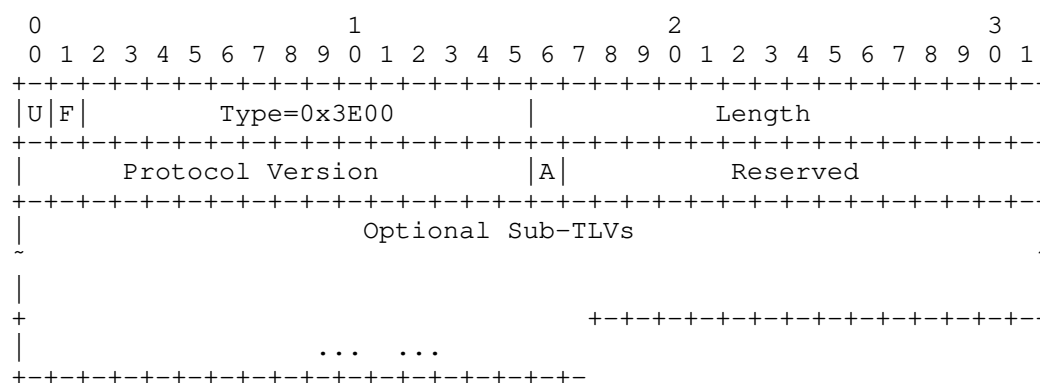 0                   1                   2                   3
 0 1 2 3 4 5 6 7 8 9 0 1 2 3 4 5 6 7 8 9 0 1 2 3 4 5 6 7 8 9 0 1
+-+-+-+-+-+-+-+-+-+-+-+-+-+-+-+-+-+-+-+-+-+-+-+-+-+-+-+-+-+-+-+-
|U|F|        Type=0x3E00        |           Length
+-+-+-+-+-+-+-+-+-+-+-+-+-+-+-+-+-+-+-+-+-+-+-+-+-+-+-+-+-+-+-+-
|      Protocol Version         |A|          Reserved
+-+-+-+-+-+-+-+-+-+-+-+-+-+-+-+-+-+-+-+-+-+-+-+-+-+-+-+-+-+-+-+-
|                     Optional Sub-TLVs
~                                                               ~
|
+                                   +-+-+-+-+-+-+-+-+-+-+-+-+-+-
|                  ...  ...
+-+-+-+-+-+-+-+-+-+-+-+-+-+-+-+-+-+-